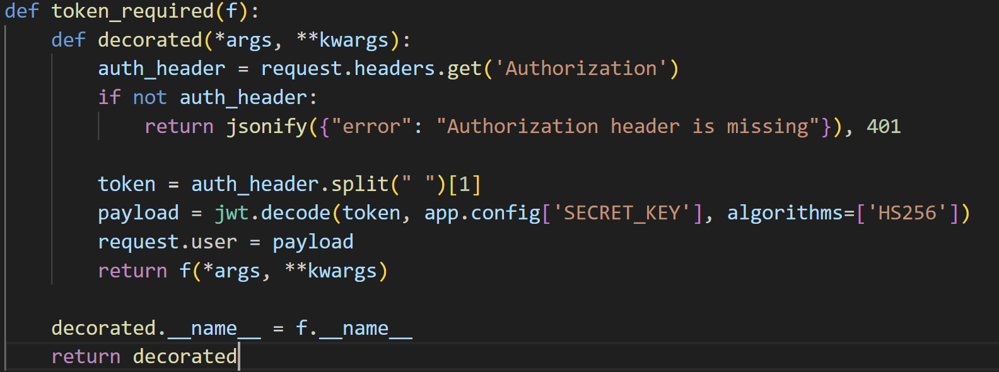 def token_required(f):
    def decorated(*args, **kwargs):
        auth_header = request.headers.get('Authorization')
        if not auth_header:
            return jsonify({"error": "Authorization header is missing"}), 401

        token = auth_header.split(" ")[1]
        payload = jwt.decode(token, app.config['SECRET_KEY'], algorithms=['HS256'])
        request.user = payload
        return f(*args, **kwargs)

    decorated.__name__ = f.__name__
    return decorated